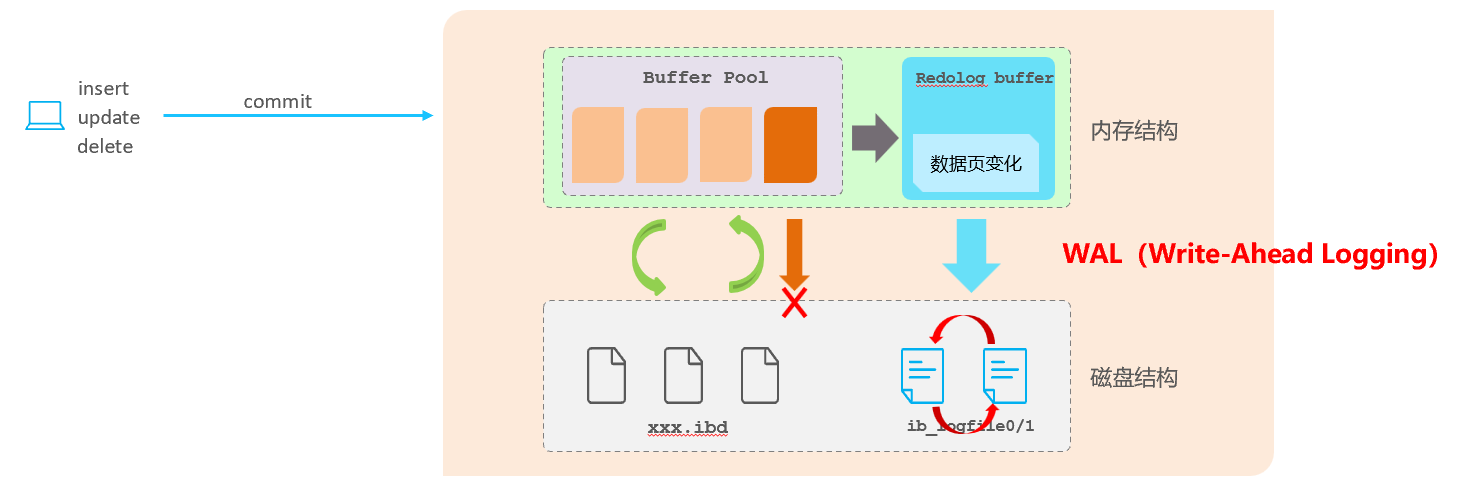 insert
update
delete
commit
Buffer Pool
Redolog buffer
数据页变化
内存结构
WAL（Write-Ahead Logging）
xxx.ibd
ib_logfile0/1
磁盘结构